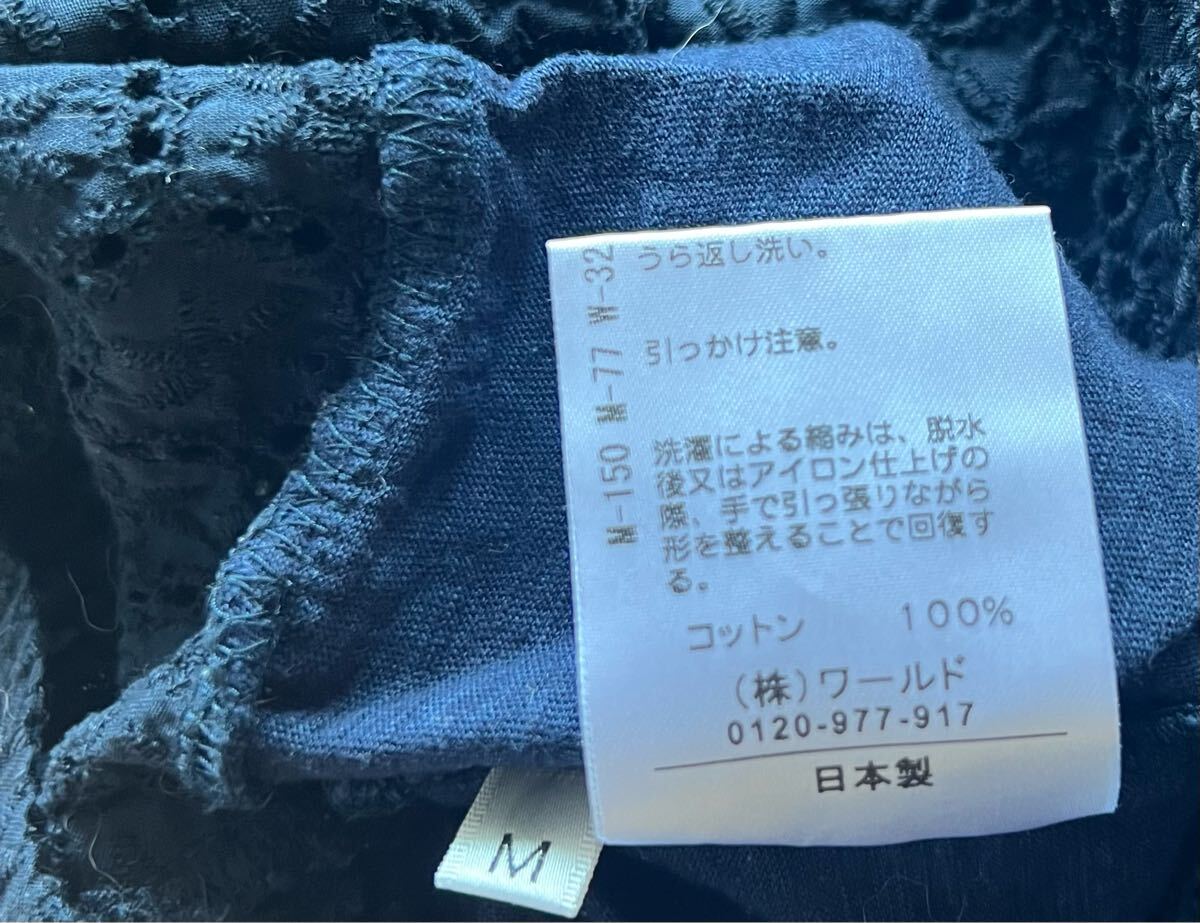 うら返し洗い。
引っかけ注意。
洗濯による縮みは、脱水
後又はアイロン仕上げの
際、手で引っ張りながら
形を整えることで回復す
る。
コットン 100%
(株)ワールド
0120-977-917
日本製
M-150 M-77 W-32
M